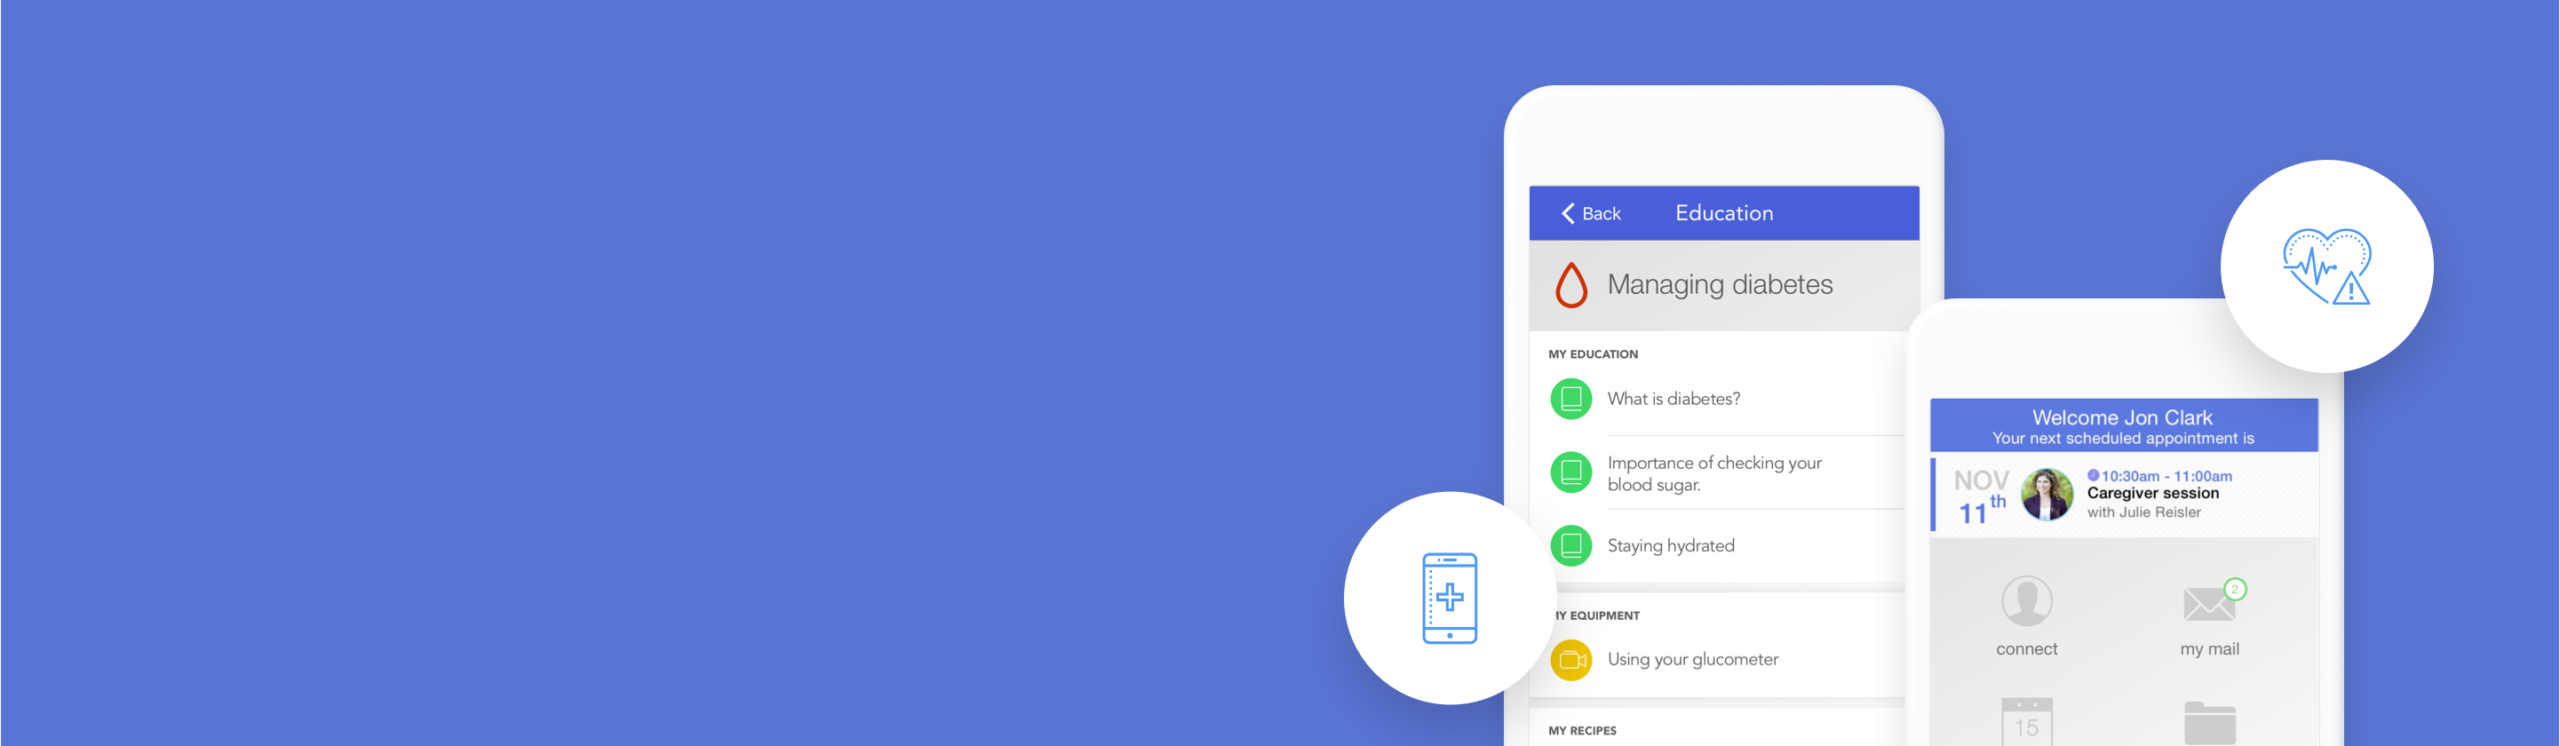 Back
Education
Managing diabetes
MY EDUCATION
What is diabetes?
Importance of checking your
blood sugar.
Staying hydrated
MY EQUIPMENT
Using your glucometer
MY RECIPES
Welcome Jon Clark
Your next scheduled appointment is
NOV
11th
10:30am - 11:00am
Caregiver session
with Julie Reisler
connect
2
my mail
15